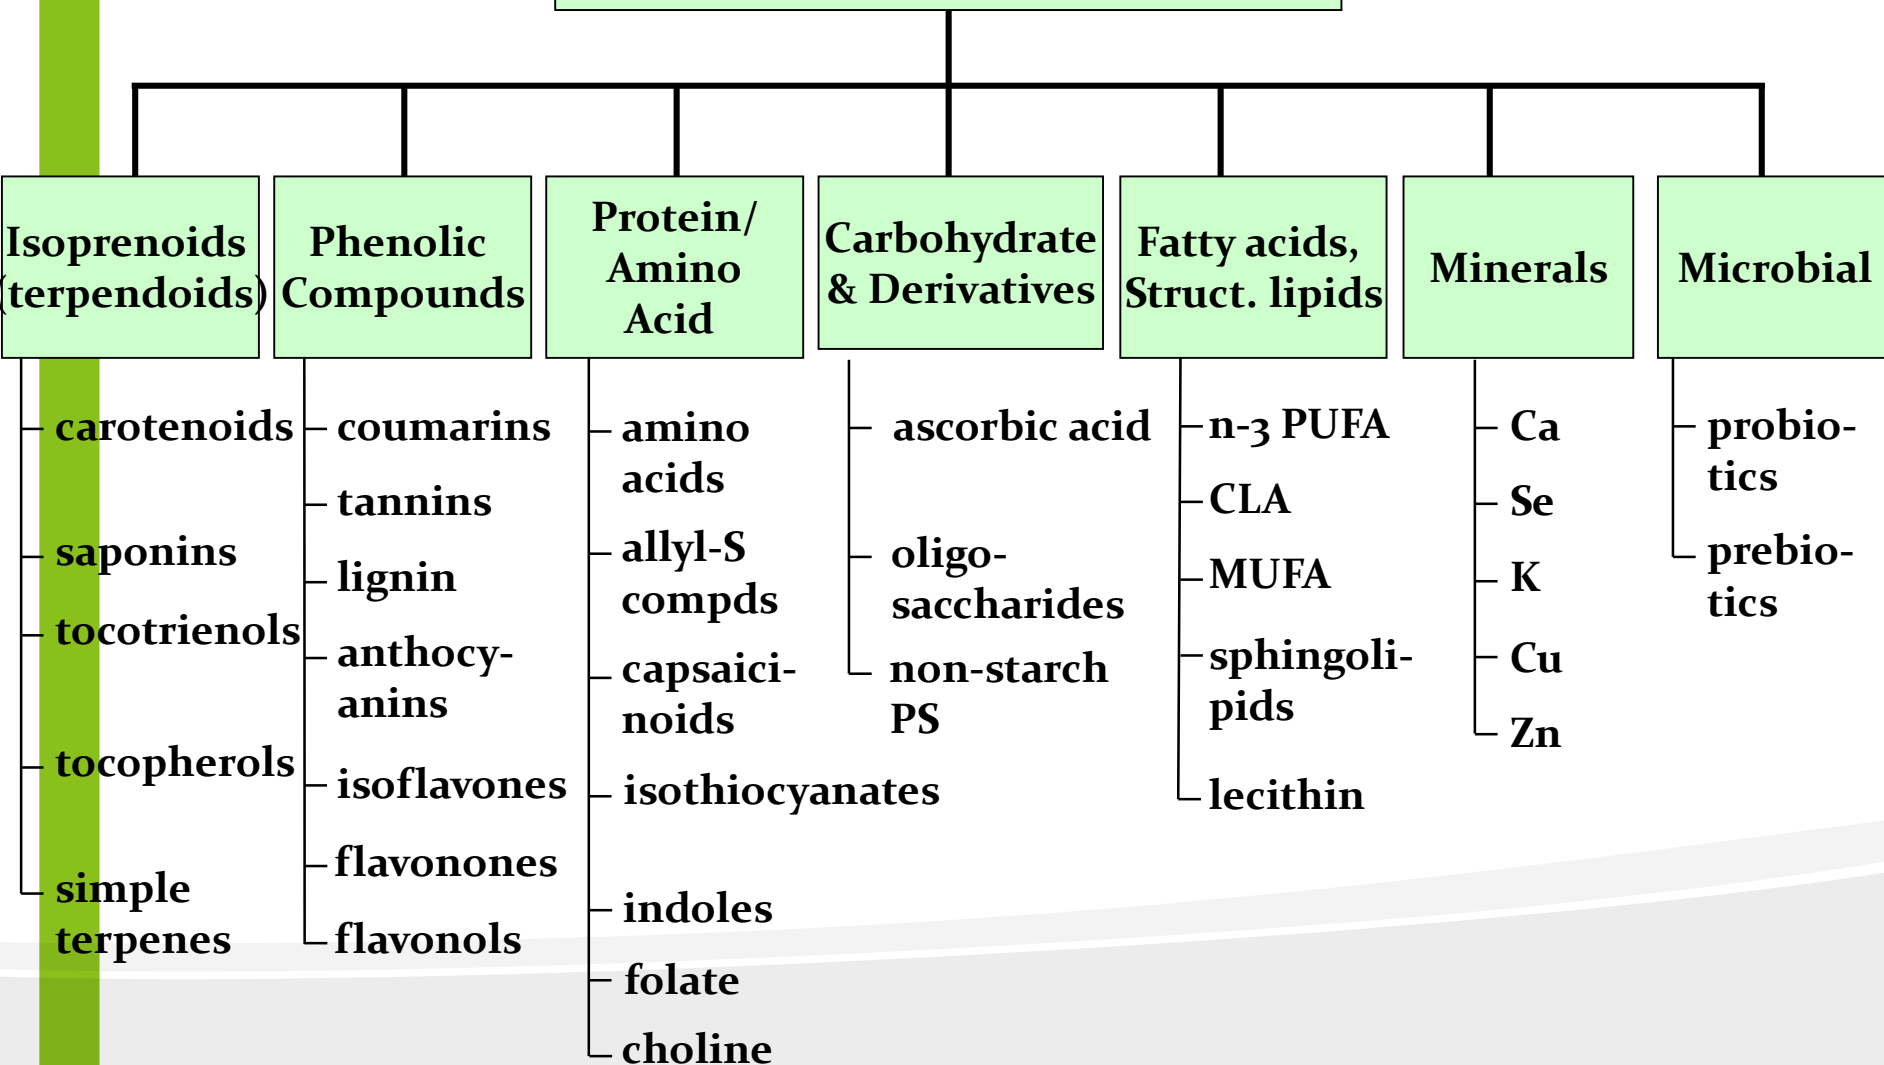 Isoprenoids
(terpendoids)
Phenolic
Compounds
Protein/
Amino
Acid
Carbohydrate
& Derivatives
Fatty acids,
Struct. lipids
Minerals
Microbial
carotenoids
saponins
tocotrienols
tocopherols
simple
terpenes
coumarins
tannins
lignin
anthocy-
anins
isoflavones
flavonones
flavonols
amino
acids
allyl-S
compds
capsaici-
noids
isothiocyanates
indoles
folate
choline
ascorbic acid
oligo-
saccharides
non-starch
PS
n-3 PUFA
CLA
MUFA
sphingoli-
pids
lecithin
Ca
Se
K
Cu
Zn
probio-
tics
prebio-
tics